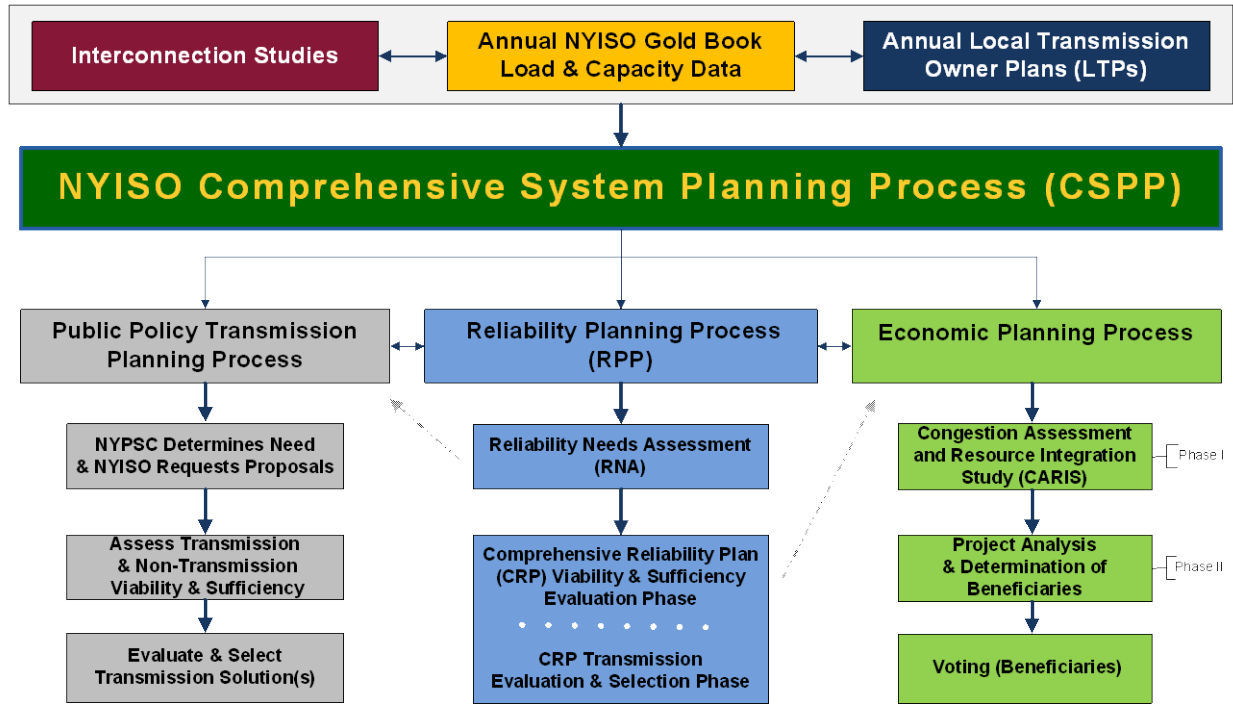 Interconnection Studies
Annual NYISO Gold Book
Load & Capacity Data
Annual Local Transmission
Owner Plans (LTPs)
NYISO Comprehensive System Planning Process (CSPP)
Public Policy Transmission
Planning Process
Reliability Planning Process
(RPP)
Economic Planning Process
NYPSC Determines Need
& NYISO Requests Proposals
Reliability Needs Assessment
(RNA)
Congestion Assessment
and Resource Integration
Study (CARIS)
Phase I
Assess Transmission
& Non-Transmission
Viability & Sufficiency
Comprehensive Reliability Plan
(CRP) Viability & Sufficiency
Evaluation Phase
Project Analysis
& Determination of
Beneficiaries
Phase II
Evaluate & Select
Transmission Solution(s)
CRP Transmission
Evaluation & Selection Phase
Voting (Beneficiaries)